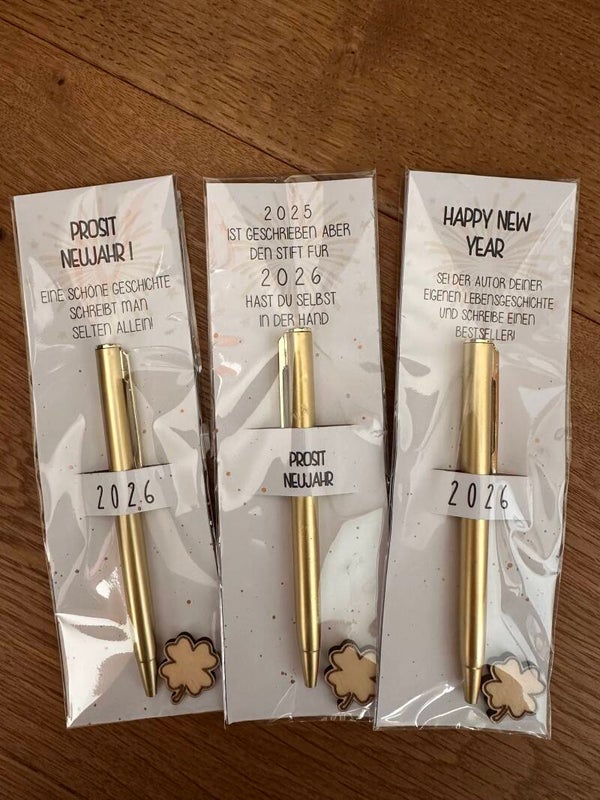 PROSIT
NEUJAHR !
EINE SCHÖNE GESCHICHTE
SCHREIBT MAN
SELTEN ALLEIN!
2026
2025
IST GESCHRIEBEN ABER
DEN STIFT FÜR
2026
HAST DU SELBST
IN DER HAND
PROSIT
NEUJAHR
HAPPY NEW
YEAR
SEI DER AUTOR DEINER
EIGENEN LEBENSGESCHICHTE
UND SCHREIBE EINEN
BESTSELLER!
2026